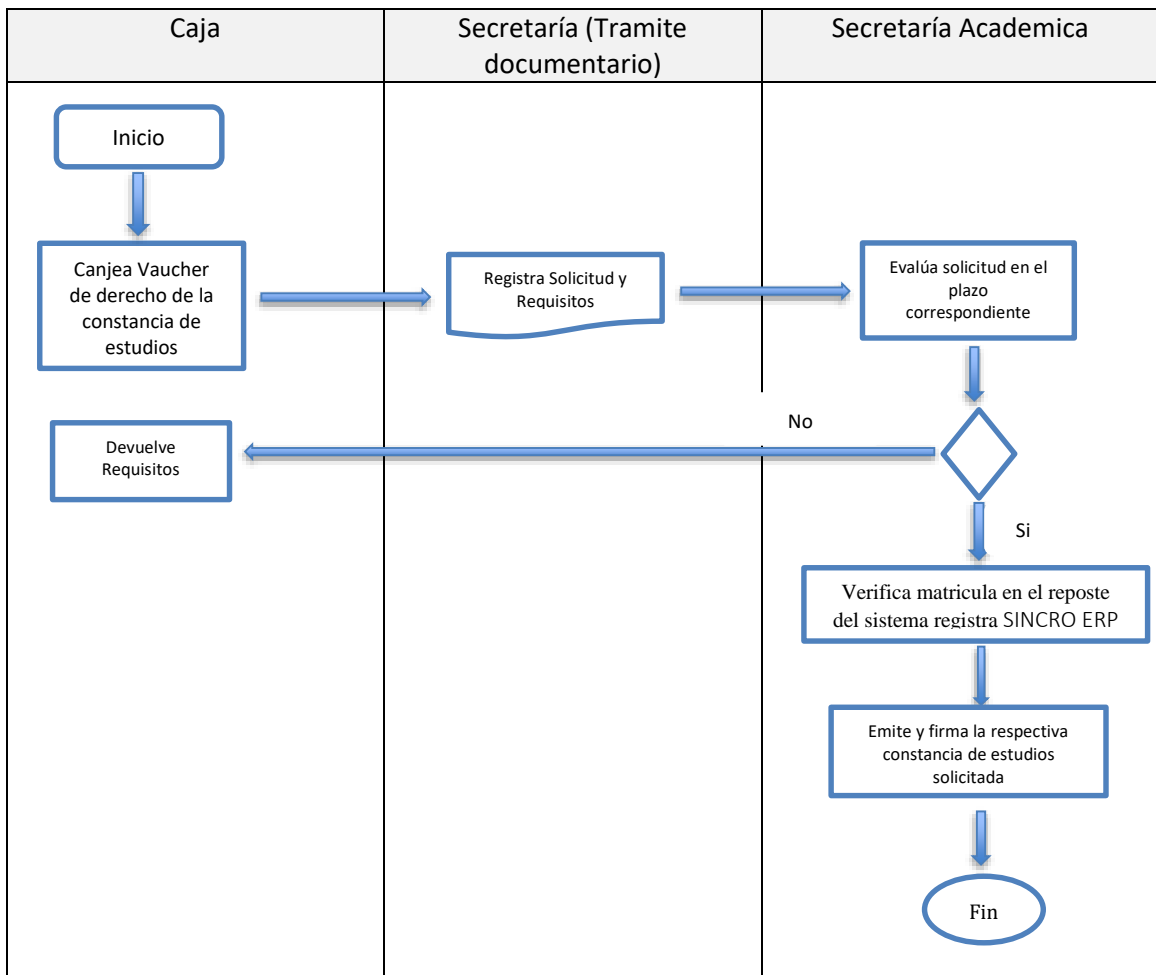 Caja
Secretaría (Tramite
documentario)
Secretaría Academica
Inicio
Canjea Vaucher
de derecho de la
constancia de
estudios
Registra Solicitud y
Requisitos
Evalúa solicitud en el
plazo
correspondiente
No
Devuelve
Requisitos
Si
Verifica matricula en el reposte
del sistema registra SINCRO ERP
Emite y firma la respectiva
constancia de estudios
solicitada
Fin